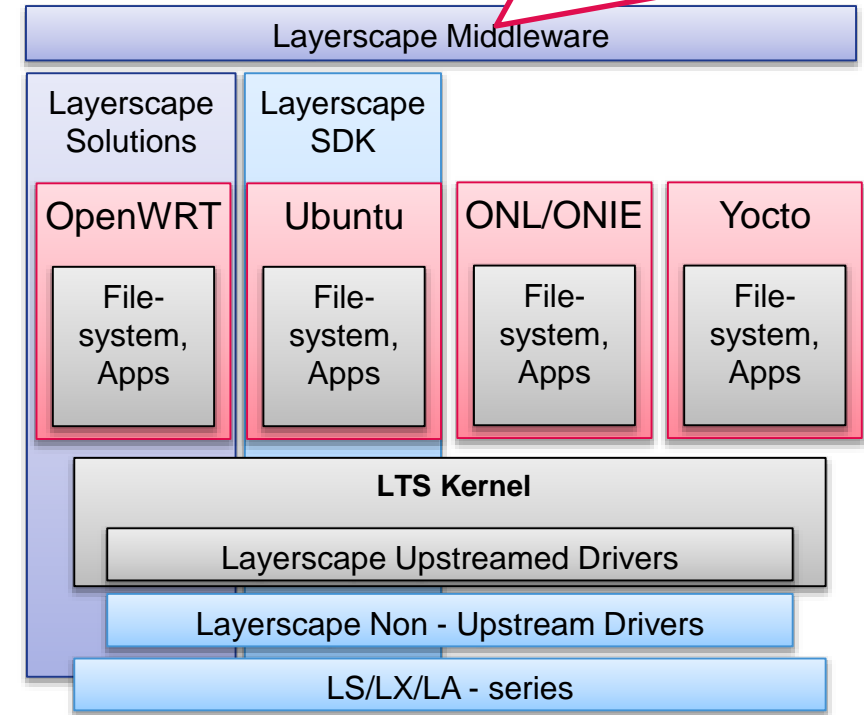 Layerscape Middleware
Layerscape
Solutions
Layerscape
SDK
OpenWRT
Ubuntu
ONL/ONIE
Yocto
File-
system,
Apps
File-
system,
Apps
File-
system,
Apps
File-
system,
Apps
LTS Kernel
Layerscape Upstreamed Drivers
Layerscape Non - Upstream Drivers
LS/LX/LA - series